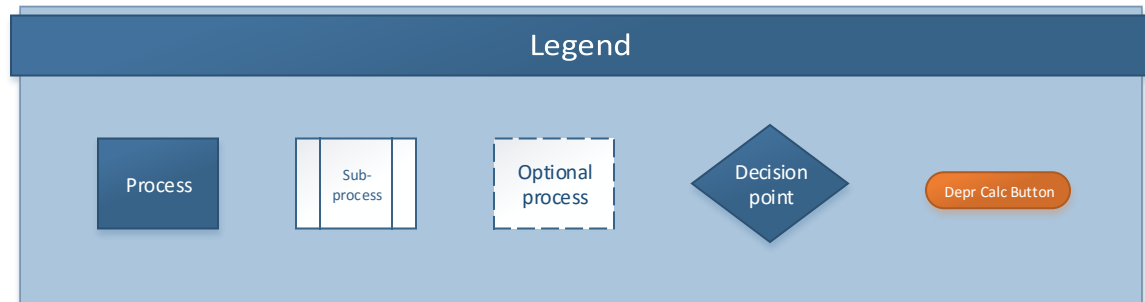 Legend
Process
Sub-
process
Optional
process
Decision
point
Depr Calc Button